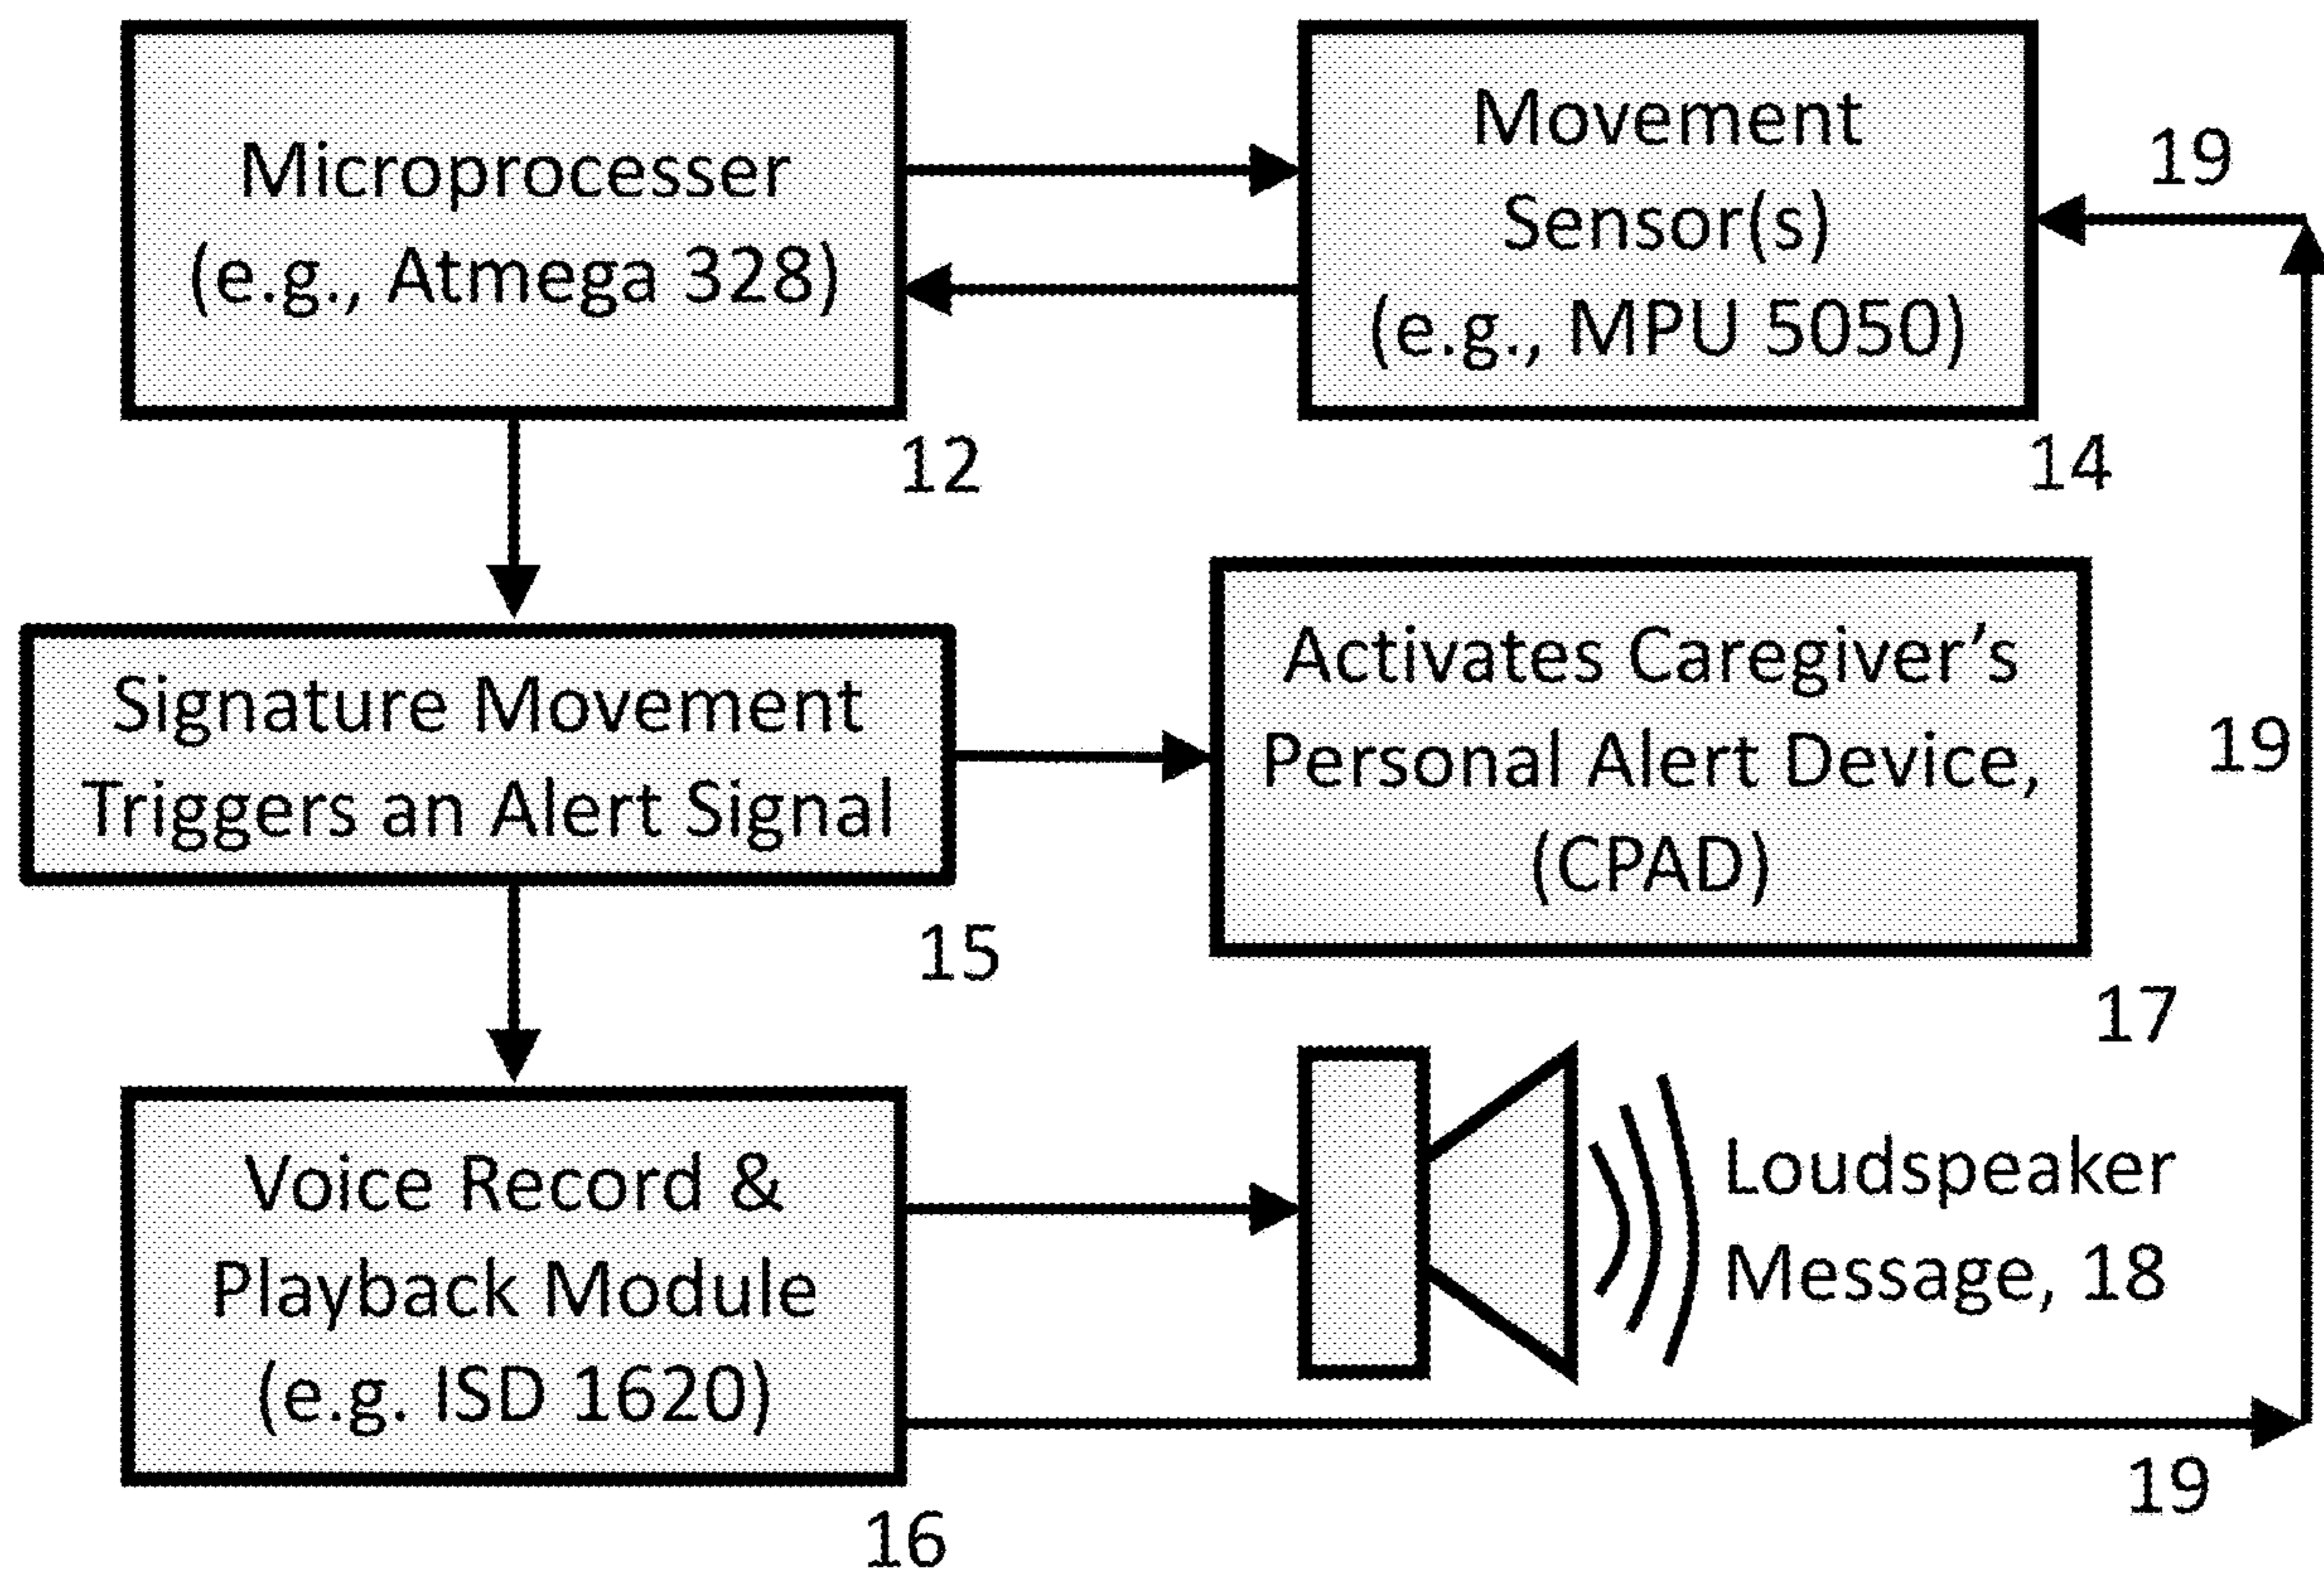 Microprocesser
(e.g., Atmega 328)
12
Movement
Sensor(s)
(e.g., MPU 5050)
14
19
Signature Movement
Triggers an Alert Signal
15
Activates Caregiver's
Personal Alert Device,
(CPAD)
17
19
Voice Record &
Playback Module
(e.g. ISD 1620)
16
Loudspeaker
Message, 18
19